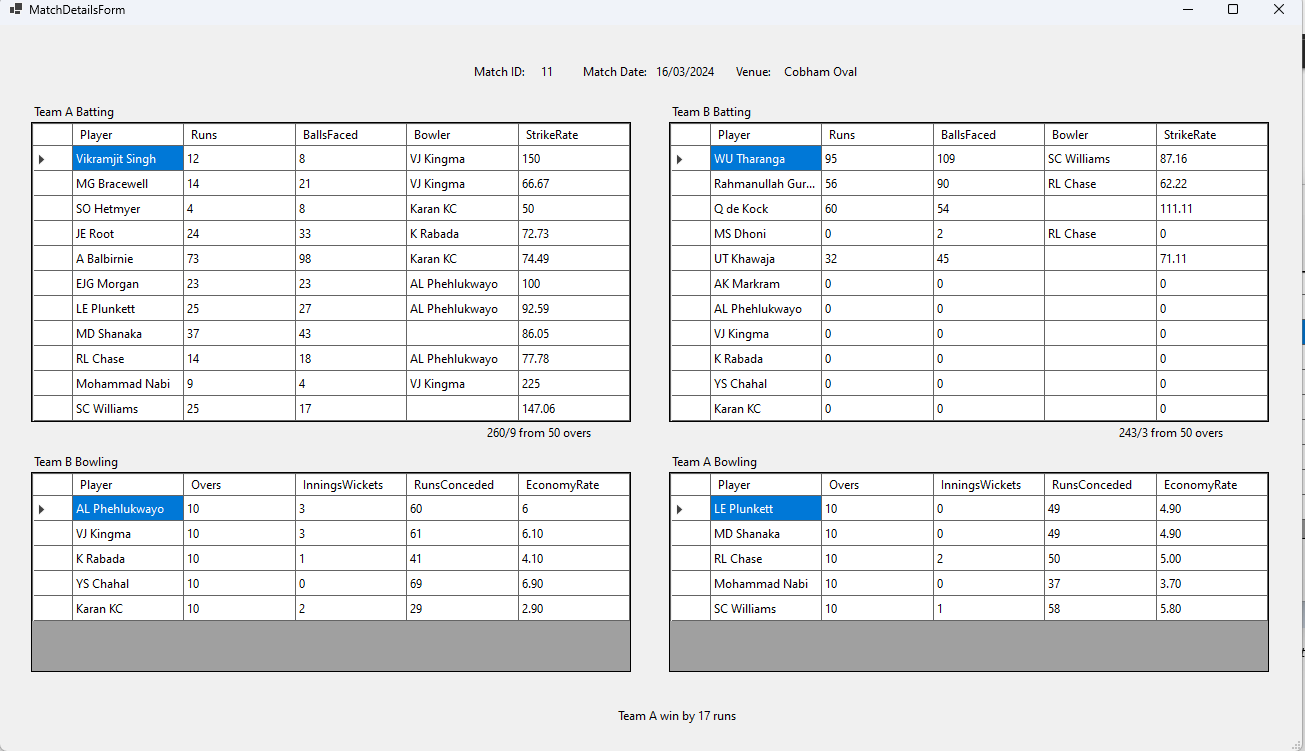 MatchDetailsForm
Match ID: 11 Match Date: 16/03/2024 Venue: Cobham Oval
Team A Batting
Player Runs BallsFaced Bowler StrikeRate
Vikramjit Singh 12 8 VJ Kingma 150
MG Bracewell 14 21 VJ Kingma 66.67
SO Hetmyer 4 8 Karan KC 50
JE Root 24 33 K Rabada 72.73
A Balbirnie 73 98 Karan KC 74.49
EJG Morgan 23 23 AL Phehlukwayo 100
LE Plunkett 25 27 AL Phehlukwayo 92.59
MD Shanaka 37 43 86.05
RL Chase 14 18 AL Phehlukwayo 77.78
Mohammad Nabi 9 4 VJ Kingma 225
SC Williams 25 17 147.06
260/9 from 50 overs
Team B Batting
Player Runs BallsFaced Bowler StrikeRate
WU Tharanga 95 109 SC Williams 87.16
Rahmanullah Gur... 56 90 RL Chase 62.22
Q de Kock 60 54 111.11
MS Dhoni 0 2 RL Chase 0
UT Khawaja 32 45 71.11
AK Markram 0 0 0
AL Phehlukwayo 0 0 0
VJ Kingma 0 0 0
K Rabada 0 0 0
YS Chahal 0 0 0
Karan KC 0 0 0
243/3 from 50 overs
Team B Bowling
Player Overs InningsWickets RunsConceded EconomyRate
AL Phehlukwayo 10 3 60 6
VJ Kingma 10 3 61 6.10
K Rabada 10 1 41 4.10
YS Chahal 10 0 69 6.90
Karan KC 10 2 29 2.90
Team A Bowling
Player Overs InningsWickets RunsConceded EconomyRate
LE Plunkett 10 0 49 4.90
MD Shanaka 10 0 49 4.90
RL Chase 10 2 50 5.00
Mohammad Nabi 10 0 37 3.70
SC Williams 10 1 58 5.80
Team A win by 17 runs